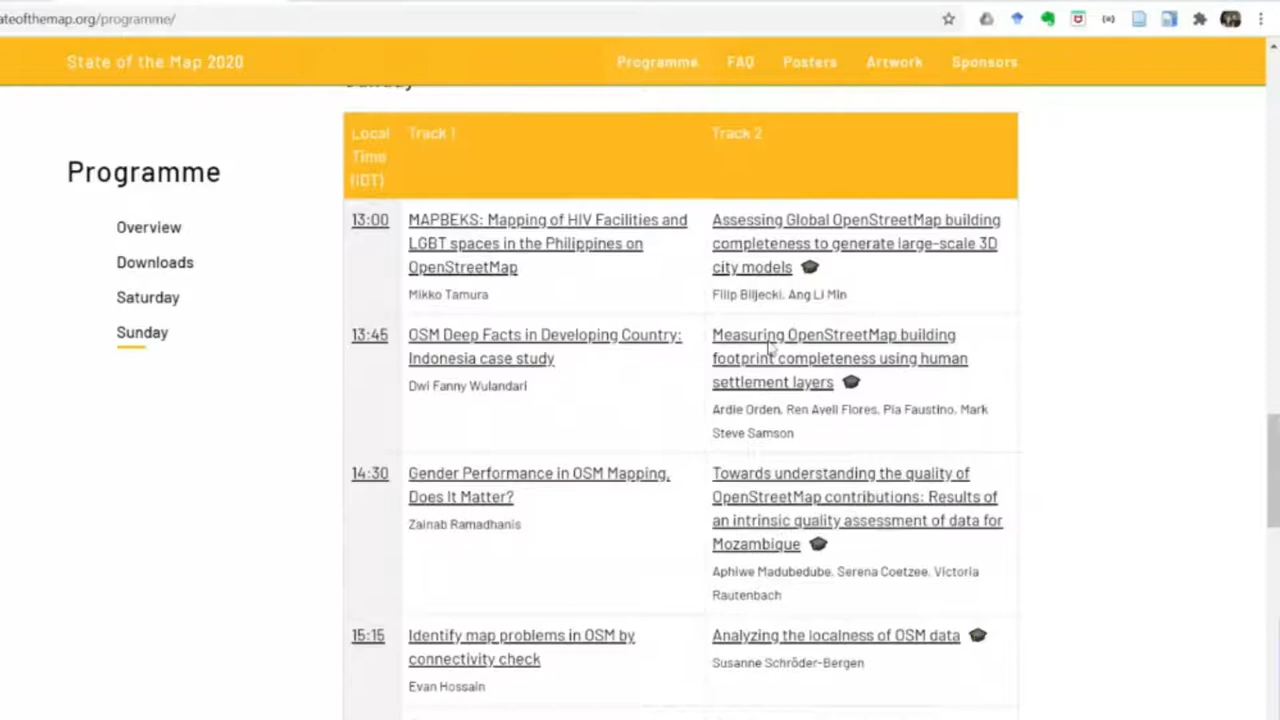 ateofthemap.org/programme/
State of the Map 2020
Programme
FAQ
Posters
Artwork
Sponsors
Programme
Overview
Downloads
Saturday
Sunday
Local
Time
(IDT)
Track 1
Track 2
13:00
MAPBEKS: Mapping of HIV Facilities and
LGBT spaces in the Philippines on
OpenStreetMap
Mikko Tamura
Assessing Global OpenStreetMap building
completeness to generate large-scale 3D
city models
Filip Biljecki, Ang Li Min
13:45
OSM Deep Facts in Developing Country:
Indonesia case study
Dwi Fanny Wulandari
Measuring OpenStreetMap building
footprint completeness using human
settlement layers
Ardie Orden, Ren Avell Flores, Pia Faustino, Mark
Steve Samson
14:30
Gender Performance in OSM Mapping,
Does It Matter?
Zainab Ramadhanis
Towards understanding the quality of
OpenStreetMap contributions: Results of
an intrinsic quality assessment of data for
Mozambique
Aphiwe Madubedube, Serena Coetzee, Victoria
Rautenbach
15:15
Identify map problems in OSM by
connectivity check
Evan Hossain
Analyzing the localness of OSM data
Susanne Schröder-Bergen